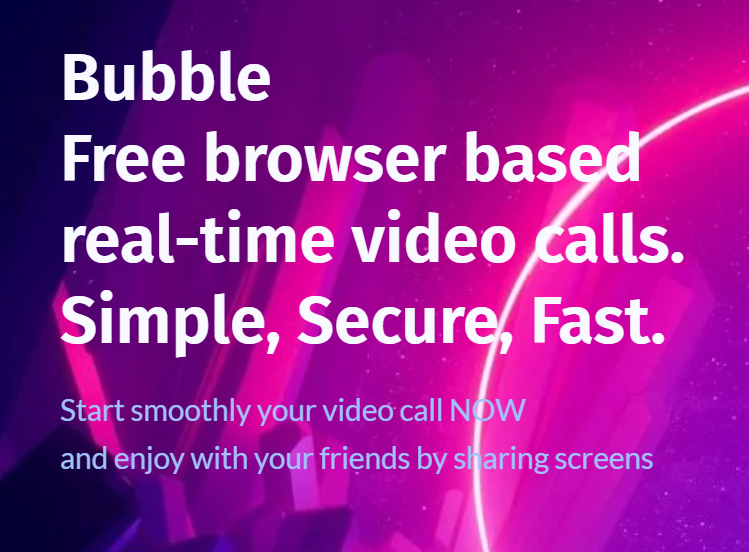 Bubble
Free browser based
real-time video calls.
Simple, Secure, Fast.
Start smoothly your video call NOW
and enjoy with your friends by sharing screens